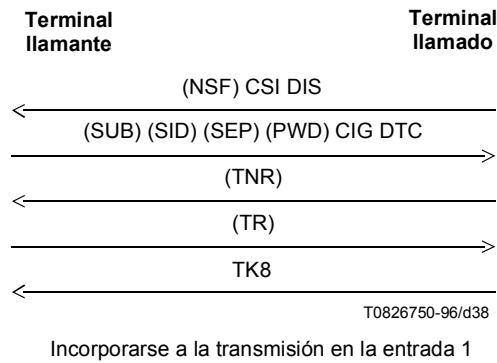 Terminal llamante
Terminal llamado
(NSF) CSI DIS
(SUB) (SID) (SEP) (PWD) CIG DTC
(TNR)
(TR)
TK8
T0826750-96/d38
Incorporarse a la transmisión en la entrada 1